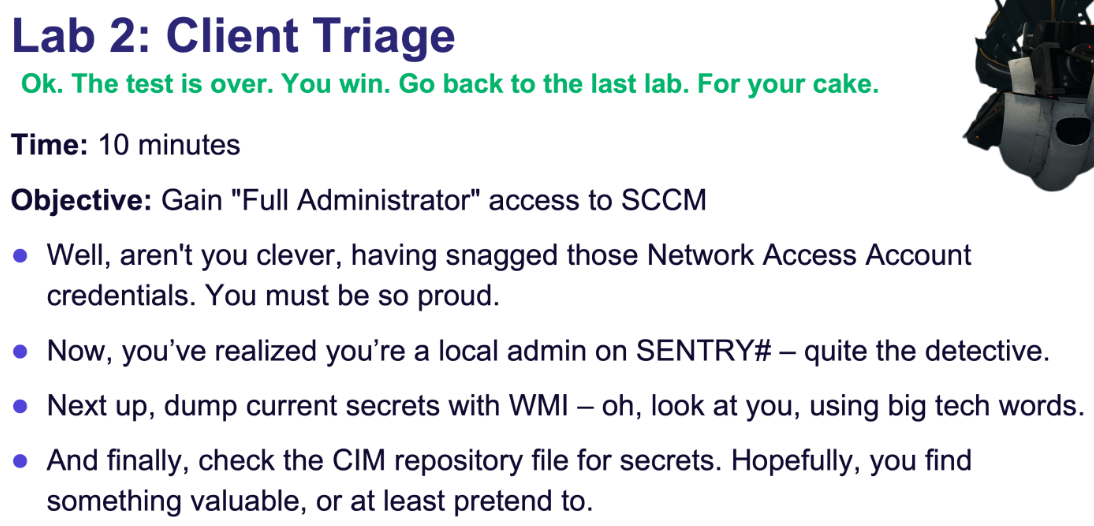 Lab 2: Client Triage
Ok. The test is over. You win. Go back to the last lab. For your cake.
Time: 10 minutes
Objective: Gain "Full Administrator" access to SCCM
● Well, aren't you clever, having snagged those Network Access Account
credentials. You must be so proud.
● Now, you’ve realized you’re a local admin on SENTRY# – quite the detective.
● Next up, dump current secrets with WMI – oh, look at you, using big tech words.
● And finally, check the CIM repository file for secrets. Hopefully, you find
something valuable, or at least pretend to.